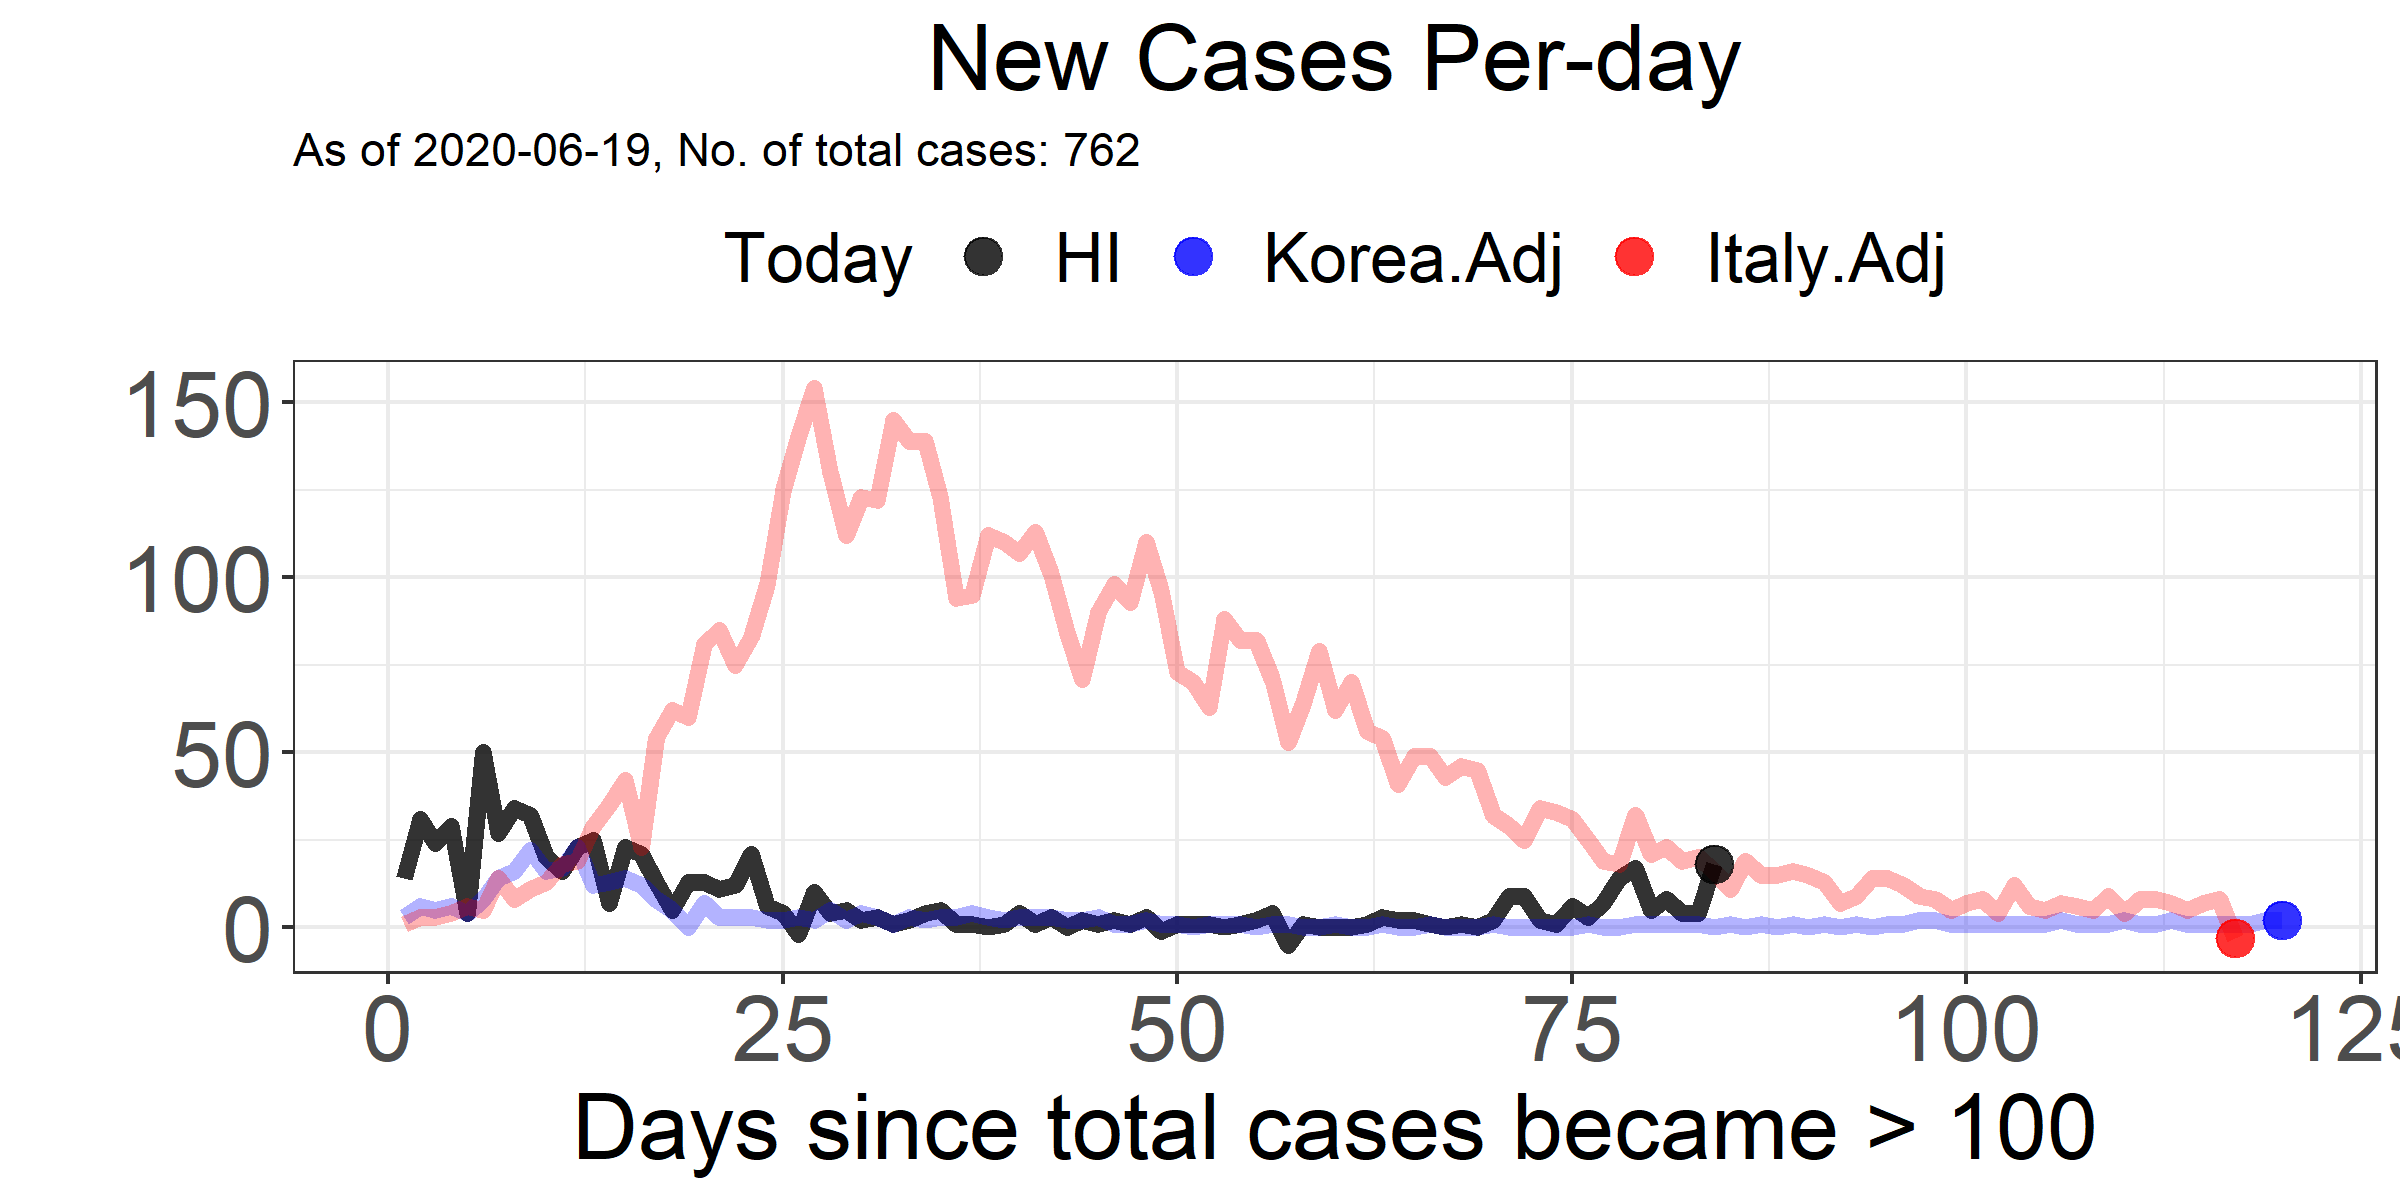 New Cases Per-day
As of 2020-06-19, No. of total cases: 762
Today HI Korea.Adj Italy.Adj
150
100
50
0
0 25 50 75 100 125
Days since total cases became > 100